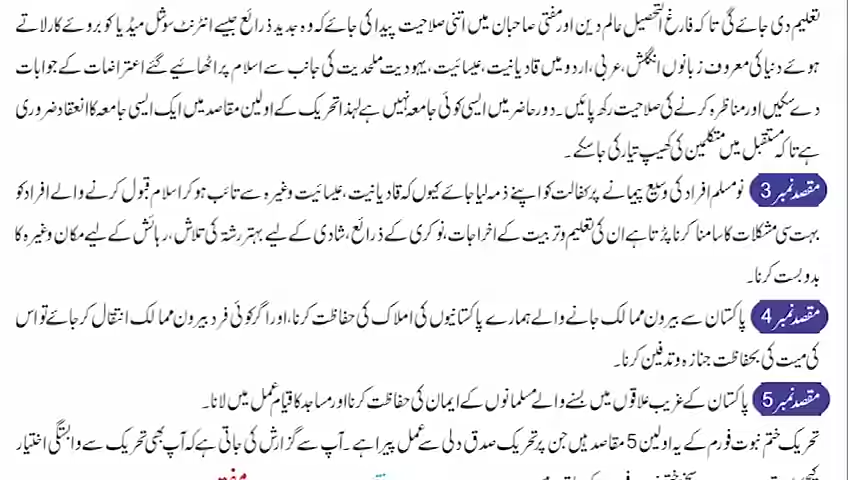 تعلیم دی جائے گی تاکہ فارغ التحصیل عالم دین اور مفتی صاحبان میں اتنی صلاحیت پیدا کی جائے کہ وہ جدید ذرائع جیسے انٹرنٹ سوشل میڈیا کو بروئے کار لاتے
ہوئے دنیا کی معروف زبانوں انگلش، عربی، اردو میں قادیانیت، عیسائیت، یہودیت ملحدیت کی جانب سے اسلام پر اٹھائیے گئے اعتراضات کے جوابات
دے سکیں اور مناظرہ کرنے کی صلاحیت رکھ پائیں۔ دور حاضر میں ایسی کوئی جامعہ نہیں ہے لہذا تحریک کے اولین مقاصد میں ایک ایسی جامعہ کا انعقاد ضروری
ہے تاکہ مستقبل میں متکلمین کی کھیپ تیار کی جا سکے۔
مقصد نمبر 3 نو مسلم افراد کی وسیع پیمانے پر کفالت کو اپنے ذمہ لیا جائے کیوں کہ قادیانیت، عیسائیت وغیرہ سے تائب ہو کر اسلام قبول کرنے والے افراد کو
بہت سی مشکلات کا سامنا کرنا پڑتا ہے ان کی تعلیم و تربیت کے اخراجات، نوکری کے ذرائع، شادی کے لیے بہتر رشتہ کی تلاش، رہائش کے لیے مکان وغیرہ کا
بندوبست کرنا۔
مقصد نمبر 4 پاکستان سے بیرون ممالک جانے والے ہمارے پاکستانیوں کی املاک کی حفاظت کرنا، اور اگر کوئی فرد بیرون ممالک انتقال کر جائے تو اس
کی میت کی بحفاظت جنازہ و تدفین کرنا۔
مقصد نمبر 5 پاکستان کے غریب علاقوں میں بسنے والے مسلمانوں کے ایمان کی حفاظت کرنا اور مساجد کا قیام عمل میں لانا۔
تحریک ختم نبوت فورم کے یہ اولین 5 مقاصد میں جن پر تحریک صدق دلی سے عمل پیرا ہے۔ آپ سے گزارش کی جاتی ہے کہ آپ بھی تحریک سے وابستگی اختیار